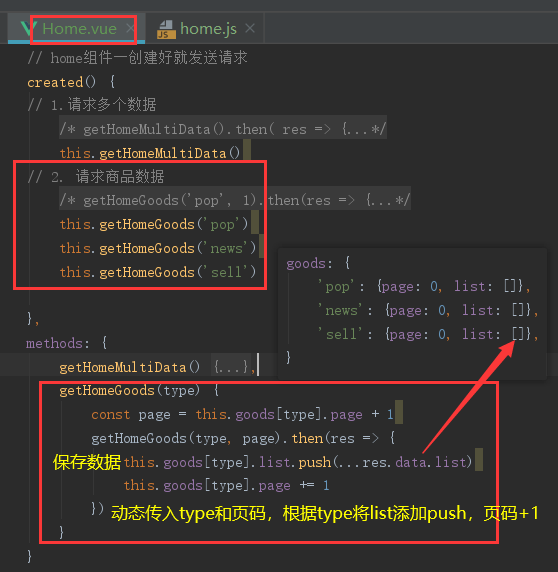 Home.vue × home.js ×
// home组件一创建好就发送请求
created() {
// 1.请求多个数据
/* getHomeMultiData().then( res => {...*/
this.getHomeMultiData()
// 2. 请求商品数据
/* getHomeGoods('pop', 1).then(res => {...*/
this.getHomeGoods('pop')
this.getHomeGoods('news')
this.getHomeGoods('sell')
},
goods: {
'pop': {page: 0, list: []},
'news': {page: 0, list: []},
'sell': {page: 0, list: []},
}
methods: {
getHomeMultiData() {...},
getHomeGoods(type) {
const page = this.goods[type].page + 1
getHomeGoods(type, page).then(res => {
保存数据 this.goods[type].list.push(...res.data.list)
this.goods[type].page += 1
})
动态传入type和页码，根据type将list添加push，页码+1
}
}